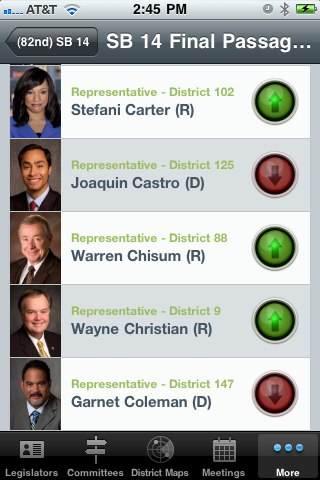 AT&T 2:45 PM
(82nd) SB 14 SB 14 Final Passag...
Representative - District 102
Stefani Carter (R)
Representative - District 125
Joaquin Castro (D)
Representative - District 88
Warren Chisum (R)
Representative - District 9
Wayne Christian (R)
Representative - District 147
Garnet Coleman (D)
Legislators Committees District Maps Meetings More